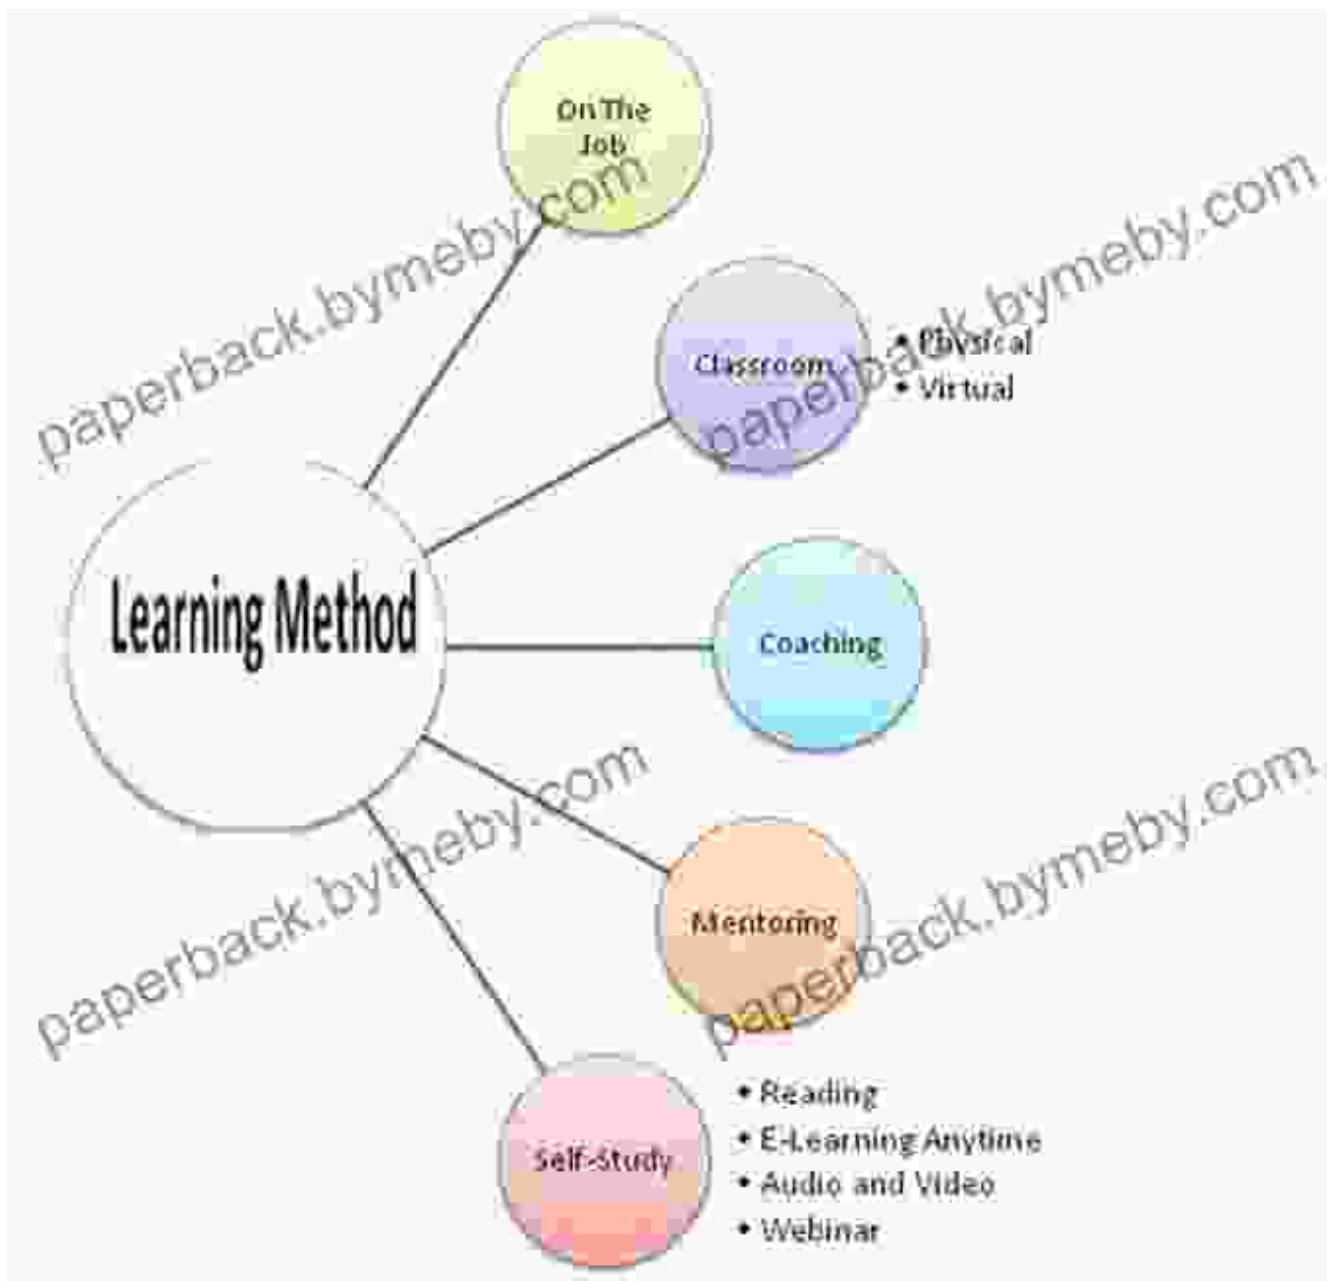 On The
Job
paperback.bymeby.com
paperback.bymeby.com
Classroom
• Physical
• Virtual
Learning Method
Coaching
paperback.bymeby.com
paperback.bymeby.com
Mentoring
Self-Study
• Reading
• E-Learning Anytime
• Audio and Video
• Webinar